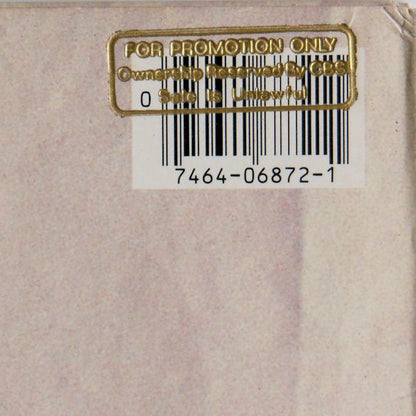 FOR PROMOTION ONLY
Ownership Reserved By CBS
Sale Is Unlawful
0
7464-06872-1